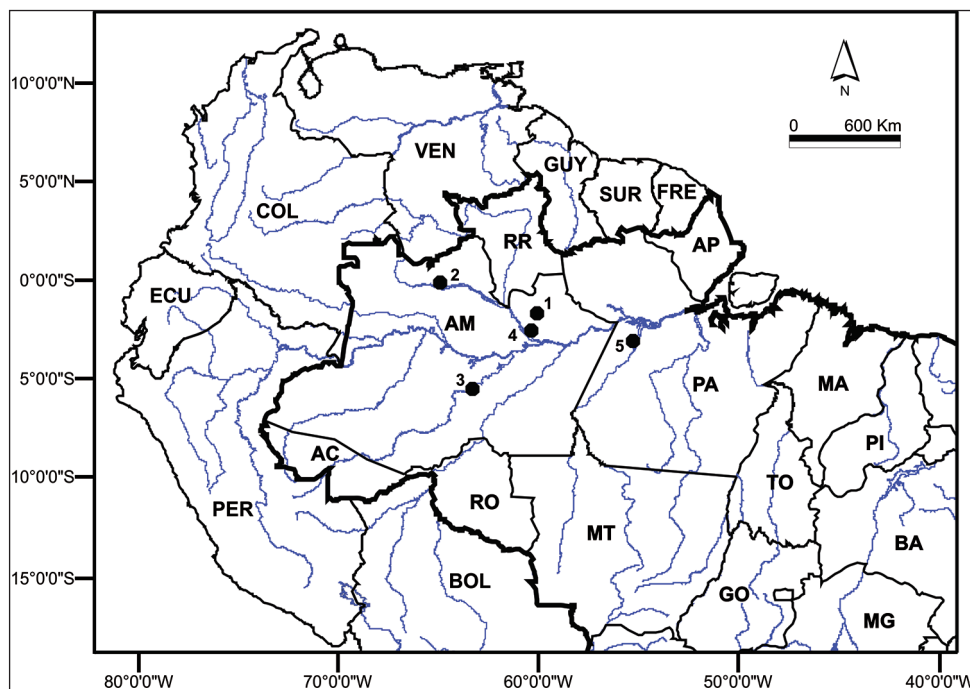 10°0'0"N
5°0'0"N
0°0'0"S
5°0'0"S
10°0'0"S
15°0'0"S
N
0 600 Km
VEN
GUY
SUR
FRE
COL
RR
AP
ECU
2
1
AM
4
5
3
PA
MA
PI
AC
TO
PER
RO
MT
BA
BOL
GO
MG
80°0'0"W
70°0'0"W
60°0'0"W
50°0'0"W
40°0'0"W